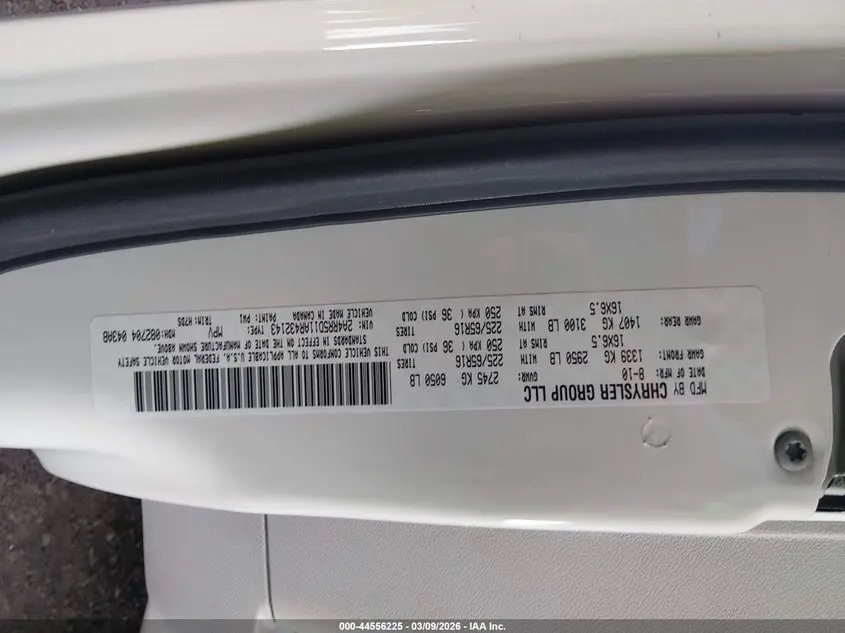 MFD BY CHRYSLER GROUP LLC
DATE OF MFR: 8-10 GVWR: 2745 KG 6050 LB
GAWR FRONT: 1339 KG 2950 LB WITH 225/65R16 TIRES
16X6.5 RIMS AT 250 KPA( 36 PSI) COLD
GAWR REAR: 1407 KG 3100 LB WITH 225/65R16 TIRES
16X6.5 RIMS AT 250 KPA( 36 PSI) COLD
THIS VEHICLE CONFORMS TO ALL APPLICABLE U.S.A. FEDERAL MOTOR VEHICLE SAFETY
STANDARDS IN EFFECT ON THE DATE OF MANUFACTURE SHOWN ABOVE.
VIN: 2A4RR5D11AR432143 TYPE: MPV MDH:082704 043AB
VEHICLE MADE IN CANADA PAINT: PW1 TRIM: H7D5
000-44556225 - 03/09/2026 - IAA Inc.